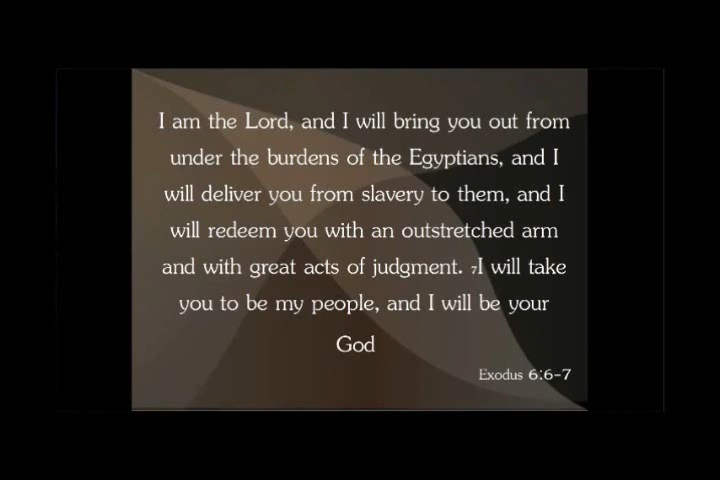 I am the Lord, and I will bring you out from
under the burdens of the Egyptians, and I
will deliver you from slavery to them, and I
will redeem you with an outstretched arm
and with great acts of judgment. 7I will take
you to be my people, and I will be your
God
Exodus 6:6-7